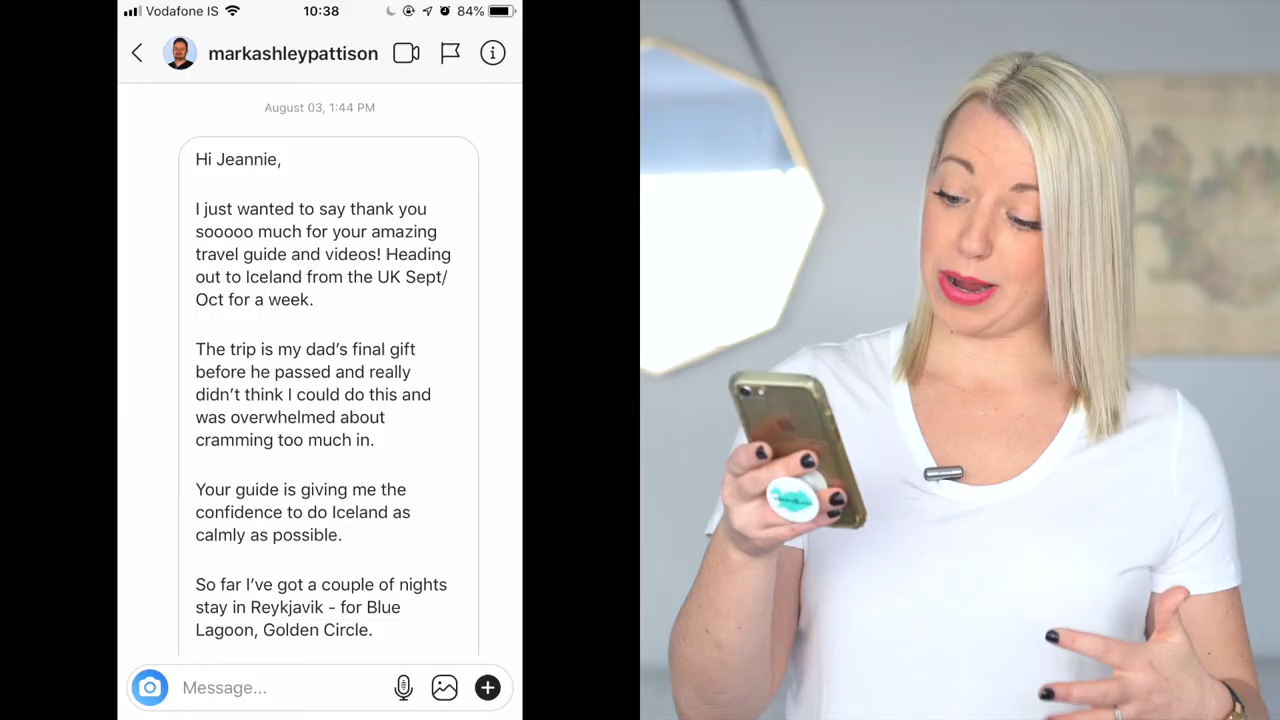 Vodafone IS 10:38 84%
markashleypattison
August 03, 1:44 PM
Hi Jeannie,
I just wanted to say thank you
sooooo much for your amazing
travel guide and videos! Heading
out to Iceland from the UK Sept/
Oct for a week.
The trip is my dad’s final gift
before he passed and really
didn’t think I could do this and
was overwhelmed about
cramming too much in.
Your guide is giving me the
confidence to do Iceland as
calmly as possible.
So far I’ve got a couple of nights
stay in Reykjavik - for Blue
Lagoon, Golden Circle.
Message...